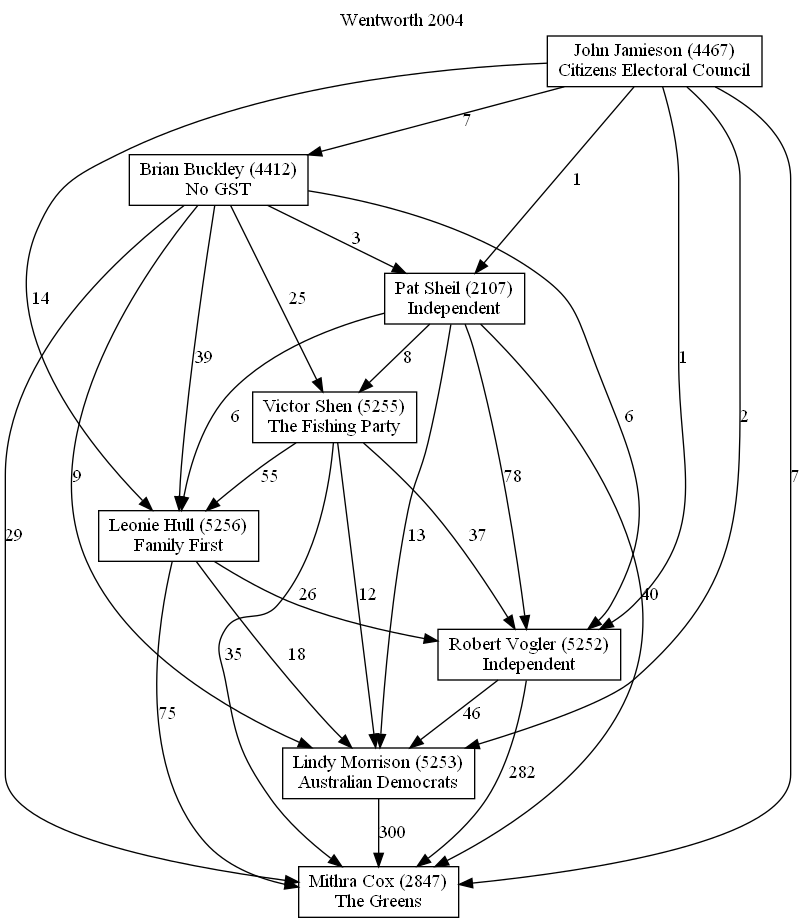 Wentworth 2004
John Jamieson (4467)
Citizens Electoral Council
7
Brian Buckley (4412)
No GST
1
3
Pat Sheil (2107)
Independent
14
25
39
8
1
Victor Shen (5255)
The Fishing Party
6
6
2
9
55
78
7
Leonie Hull (5256)
Family First
29
13
37
26
12
40
Robert Vogler (5252)
Independent
35
18
75
46
Lindy Morrison (5253)
Australian Democrats
282
300
Mithra Cox (2847)
The Greens